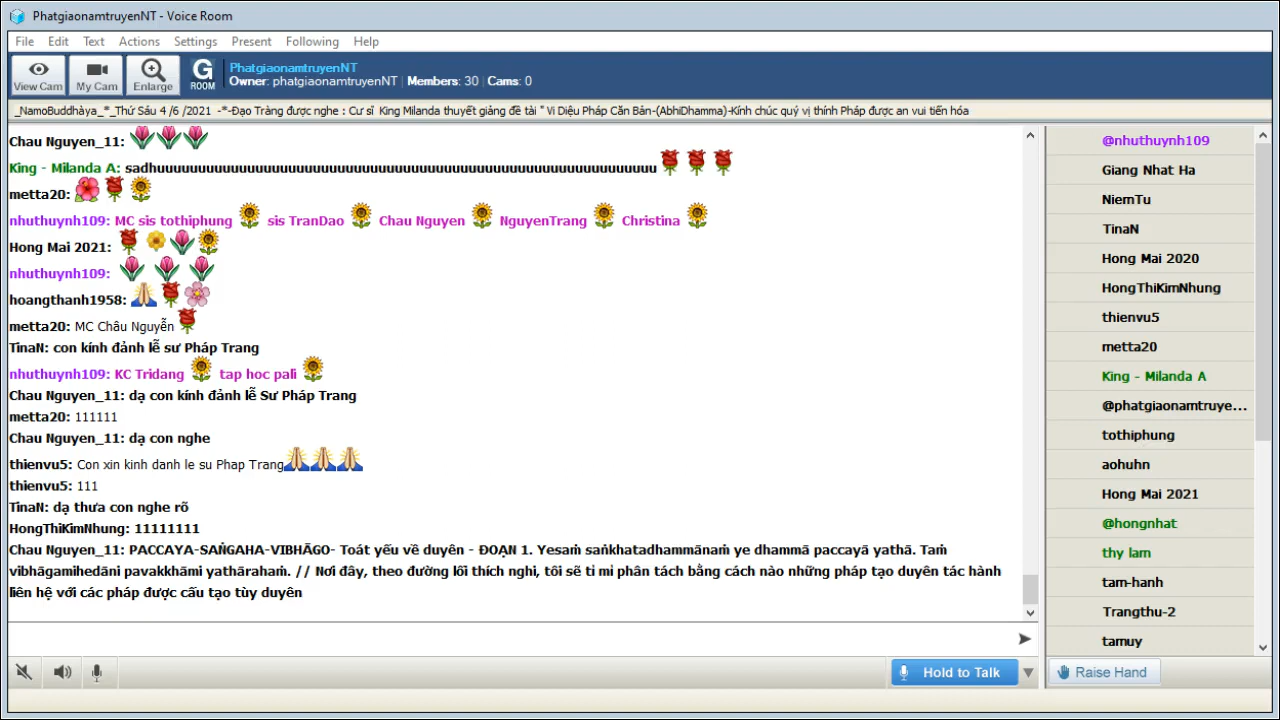 PhatgiaonamtruyenNT - Voice Room
File Edit Text Actions Settings Present Following Help
View Cam
My Cam
Enlarge
G ROOM
PhatgiaonamtruyenNT
Owner: phatgiaonamtruyenNT | Members: 30 | Cams: 0
_NamoBuddhàya_*_Thứ Sáu 4 /6 /2021 -*-Đạo Tràng được nghe : Cư sĩ King Milanda thuyết giảng đề tài " Vi Diệu Pháp Căn Bản-(AbhiDhamma)-Kính chúc quý vị thính Pháp được an vui tiến hóa
Chau Nguyen_11:
King - Milanda A: sadhuuuuuuuuuuuuuuuuuuuuuuuuuuuuuuuuuuuuuuuuuuuuuuuuuuuuuuuuuuuu
metta20:
nhuthuynh109: MC sis tothiphung sis TranDao Chau Nguyen NguyenTrang Christina
Hong Mai 2021:
nhuthuynh109:
hoangthanh1958:
metta20: MC Châu Nguyễn
TinaN: con kính đảnh lễ sư Pháp Trang
nhuthuynh109: KC Tridang tap hoc pali
Chau Nguyen_11: dạ con kính đảnh lễ Sư Pháp Trang
metta20: 111111
Chau Nguyen_11: dạ con nghe
thienvu5: Con xin kinh danh le su Phap Trang
thienvu5: 111
TinaN: dạ thưa con nghe rõ
HongThiKimNhung: 11111111
Chau Nguyen_11: PACCAYA-SAṄGAHA-VIBHĀGO- Toát yếu về duyên - ĐOẠN 1. Yesaṁ saṅkhatadhammānaṁ ye dhammā paccayā yathā. Taṁ
vibhāgamihedāni pavakkhāmi yathārahaṁ. // Nơi đây, theo đường lối thích nghi, tôi sẽ ti mi phân tách bằng cách nào những pháp tạo duyên tác hành
liên hệ với các pháp được cấu tạo tùy duyên
Hold to Talk
@nhuthuynh109
Giang Nhat Ha
NiemTu
TinaN
Hong Mai 2020
HongThiKimNhung
thienvu5
metta20
King - Milanda A
@phatgiaonamtruye...
tothiphung
aohuhn
Hong Mai 2021
@hongnhat
thy lam
tam-hanh
Trangthu-2
tamuy
Raise Hand